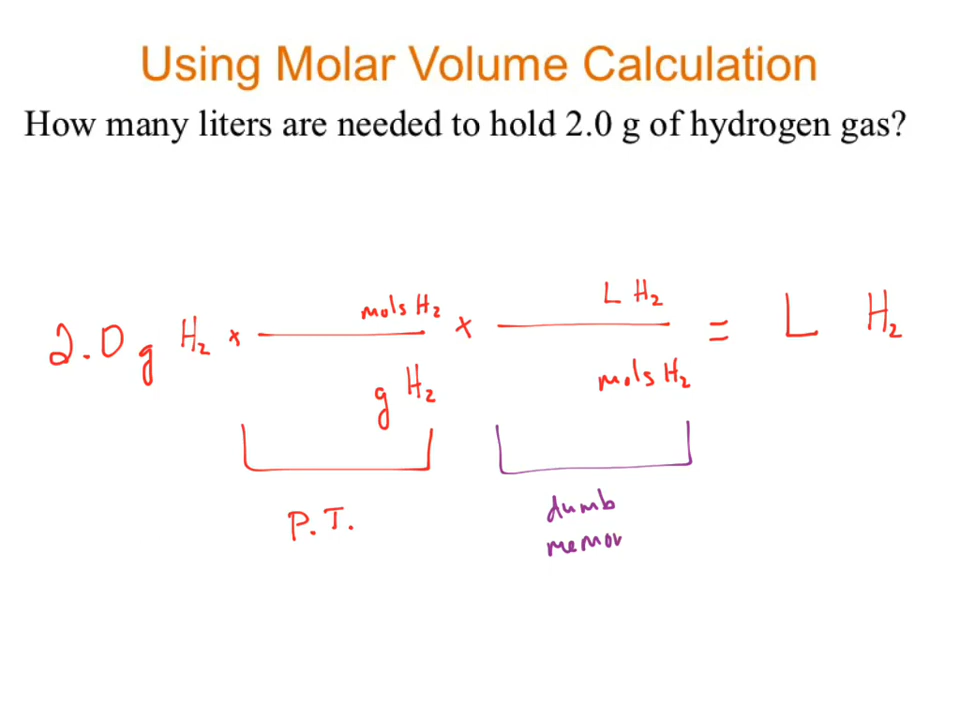 Using Molar Volume Calculation
How many liters are needed to hold 2.0 g of hydrogen gas?
mols H₂ L H₂
2.0 g H₂ × × = L H₂
g H₂ mols H₂
P.T. dumb
memor